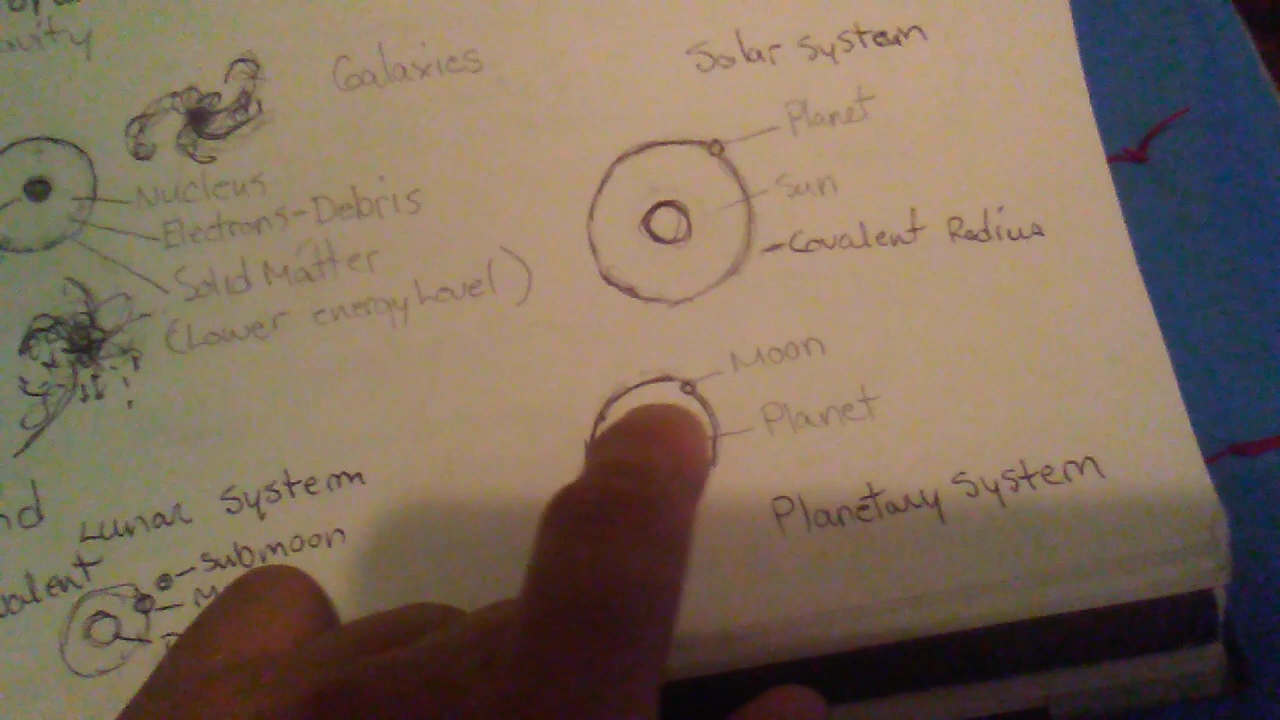 avity
Galaxies
Solar System
Planet
Nucleus
Sun
Electrons-Debris
Covalent Radius
Solid Matter
(Lower energy Level)
Moon
Planet
Lunar System
Planetary System
Submoon